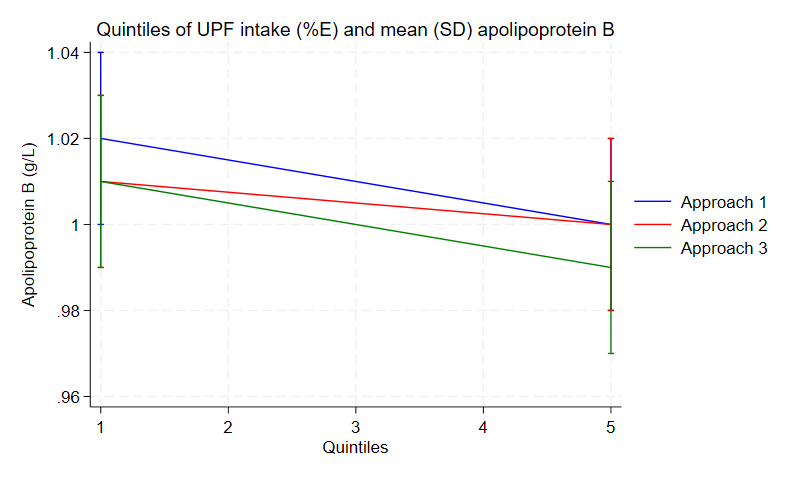 Quintiles of UPF intake (%E) and mean (SD) apolipoprotein B
1.04
1.02
1
.98
.96
Apolipoprotein B (g/L)
1 2 3 4 5
Quintiles
Approach 1
Approach 2
Approach 3